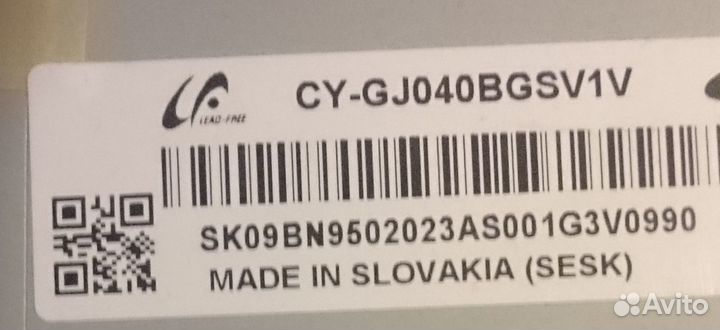 CY-GJ040BGSV1V
LEAD-FREE
SK09BN9502023AS001G3V0990
MADE IN SLOVAKIA (SESK)
Avito